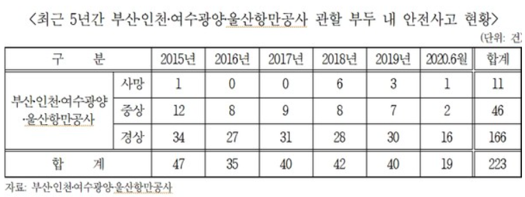 <최근 5년간 부산·인천·여수광양울산항만공사 관할 부두 내 안전사고 현황>
(단위: 건)
구 분 2015년 2016년 2017년 2018년 2019년 2020.6월 합계
부산·인천·여수광양·울산항만공사 사망 1 0 0 6 3 1 11
중상 12 8 9 8 7 2 46
경상 34 27 31 28 30 16 166
합 계 47 35 40 42 40 19 223
자료: 부산·인천·여수광양·울산항만공사